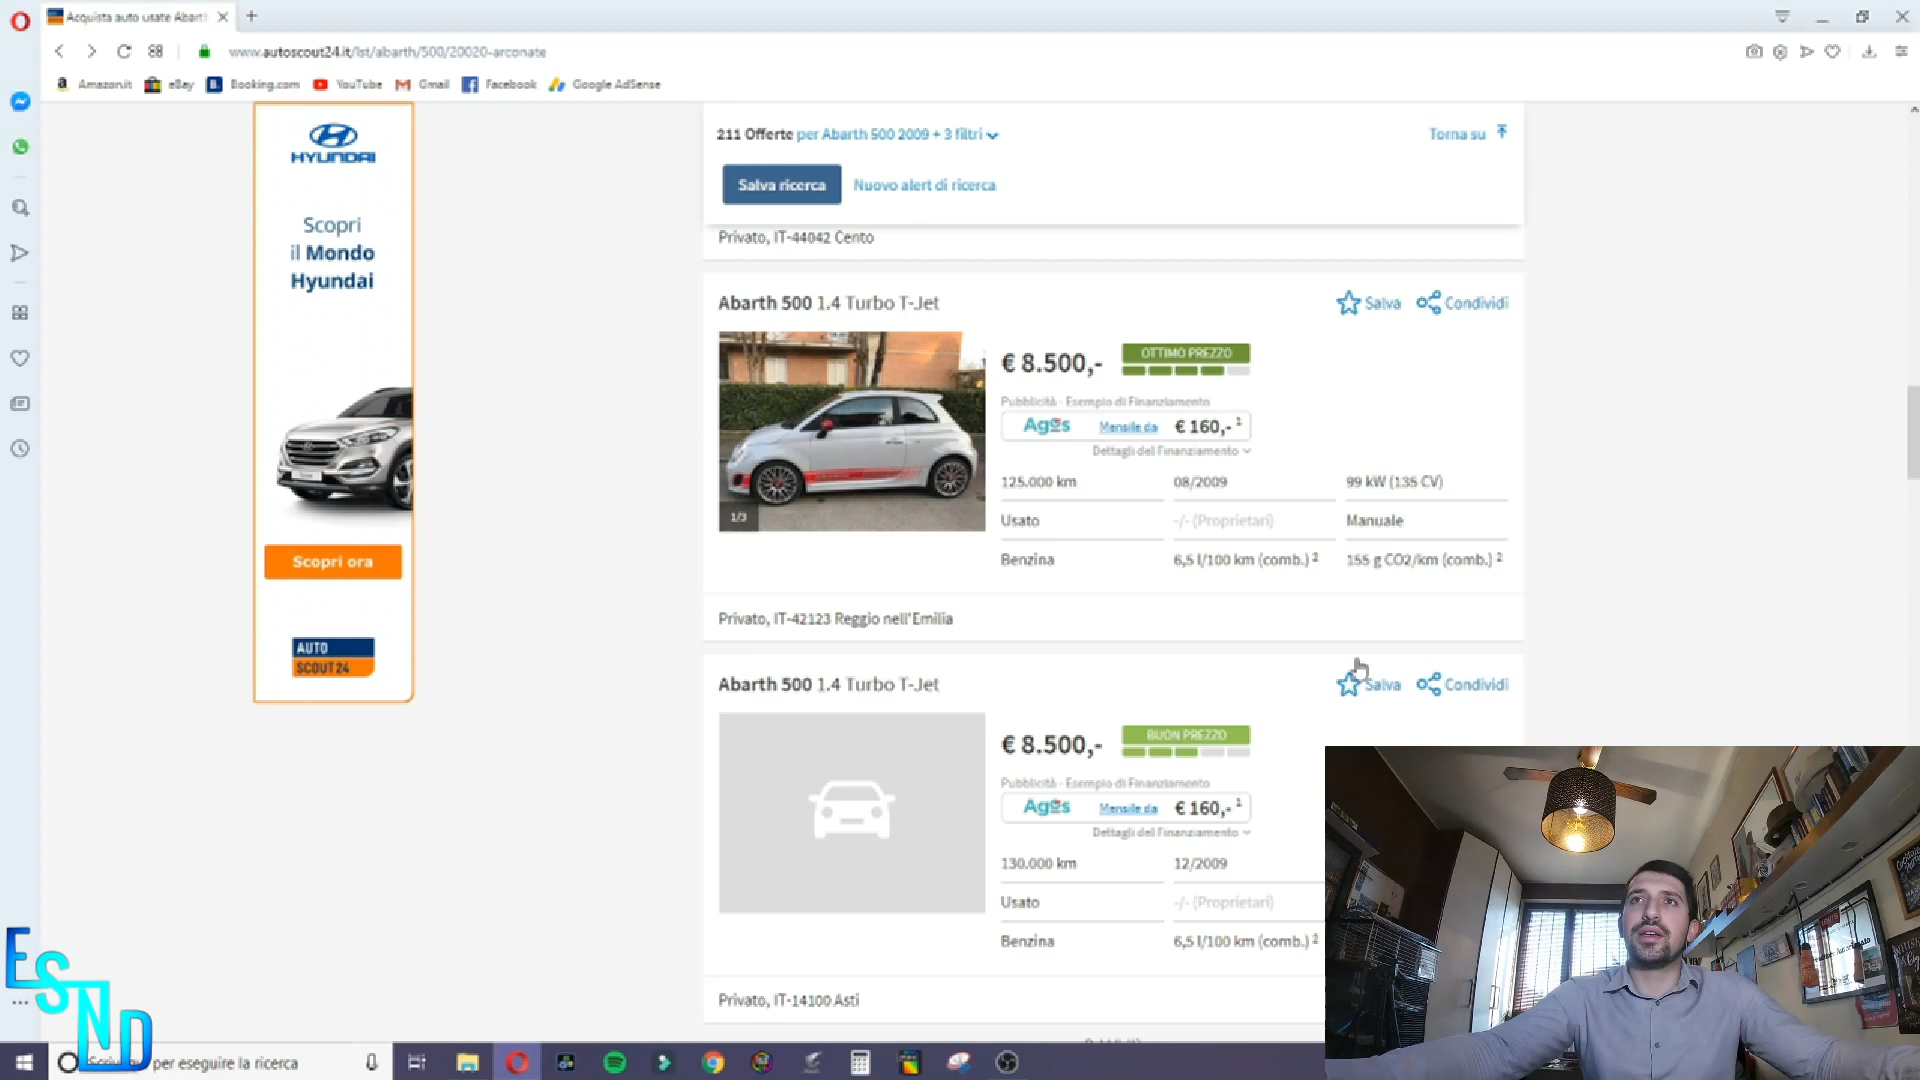 Acquista auto usate Abart
www.autoscout24.it/lst/abarth/500/20020-arconate
Amazon.it eBay Booking.com YouTube Gmail Facebook Google AdSense
HYUNDAI
Scopri
il Mondo
Hyundai
Scopri ora
AUTO
SCOUT24
211 Offerte per Abarth 500 2009 + 3 filtri
Torna su
Salva ricerca
Nuovo alert di ricerca
Privato, IT-44042 Cento
Abarth 500 1.4 Turbo T-Jet
Salva Condividi
1/3
€ 8.500,-
OTTIMO PREZZO
Pubblicità - Esempio di Finanziamento
Agos Mensile da € 160,- 1
Dettagli del Finanziamento
125.000 km 08/2009 99 kW (135 CV)
Usato -/- (Proprietari) Manuale
Benzina 6,5 l/100 km (comb.) 2 155 g CO2/km (comb.) 2
Privato, IT-42123 Reggio nell'Emilia
Abarth 500 1.4 Turbo T-Jet
Salva Condividi
€ 8.500,-
BUON PREZZO
Pubblicità - Esempio di Finanziamento
Agos Mensile da € 160,- 1
Dettagli del Finanziamento
130.000 km 12/2009
Usato -/- (Proprietari)
Benzina 6,5 l/100 km (comb.) 2
Privato, IT-14100 Asti
ESND
per eseguire la ricerca